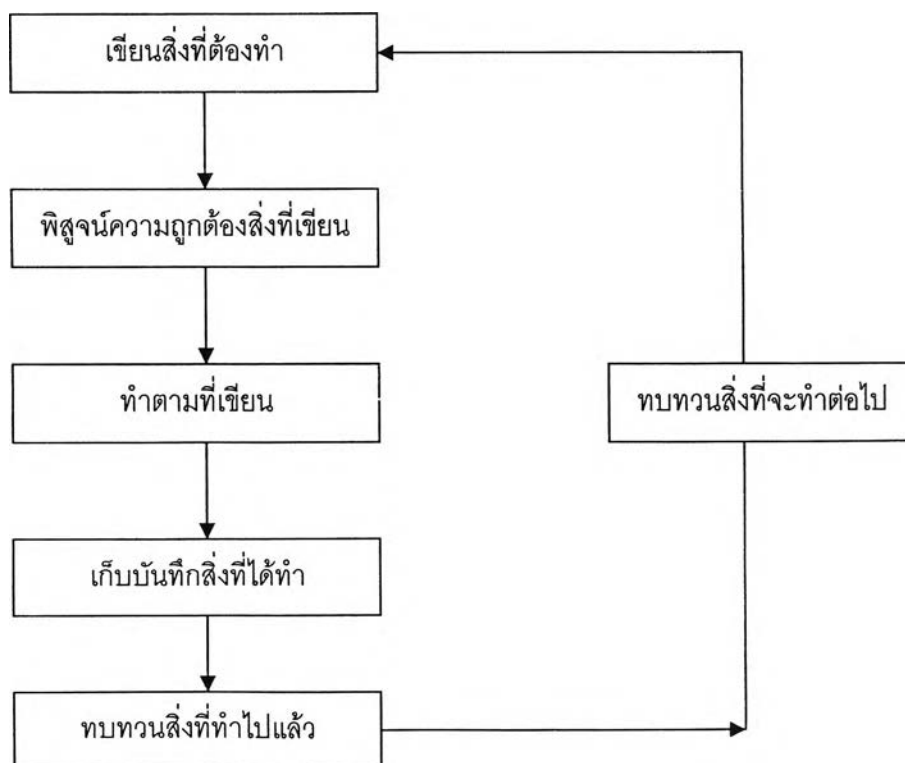 เขียนสิ่งที่ต้องทำ
พิสูจน์ความถูกต้องสิ่งที่เขียน
ทำตามที่เขียน
ทบทวนสิ่งที่จะทำต่อไป
เก็บบันทึกสิ่งที่ได้ทำ
ทบทวนสิ่งที่ทำไปแล้ว